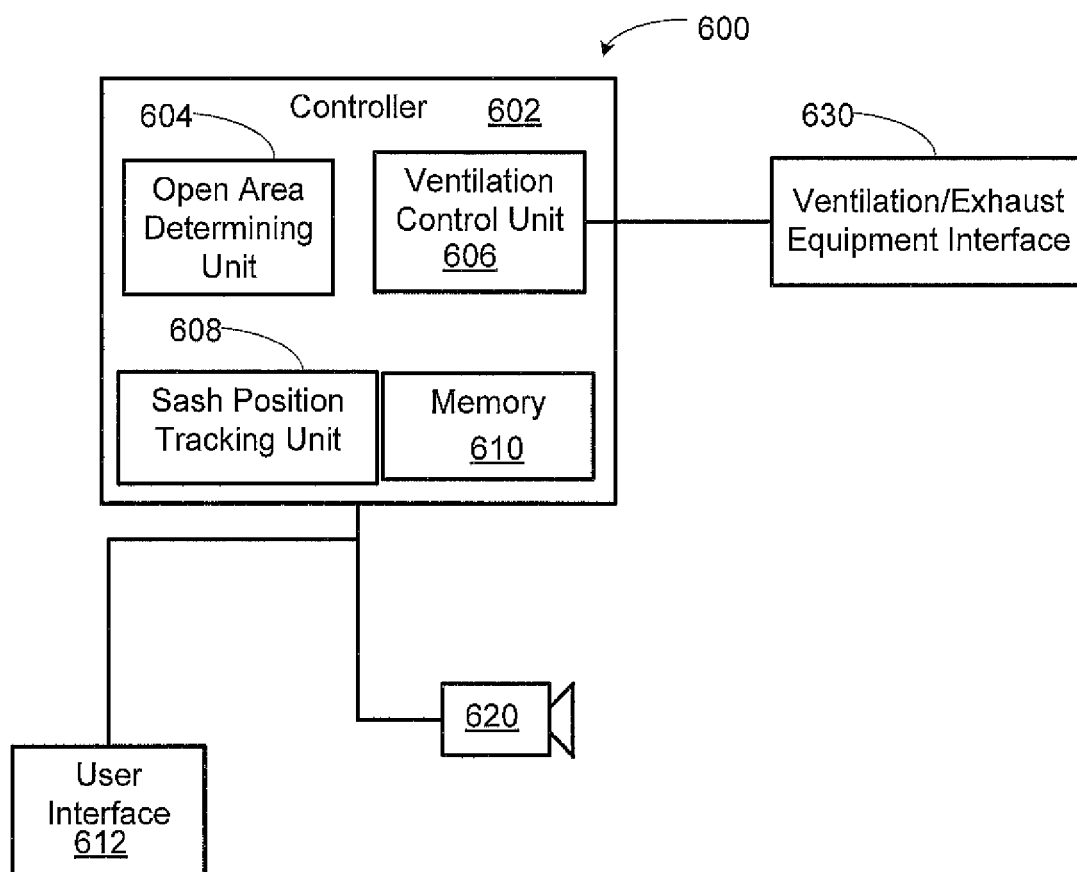 600
Controller 602
604
630
Open Area
Determining
Unit
Ventilation
Control Unit
606
Ventilation/Exhaust
Equipment Interface
608
Sash Position
Tracking Unit
Memory
610
620
User
Interface
612